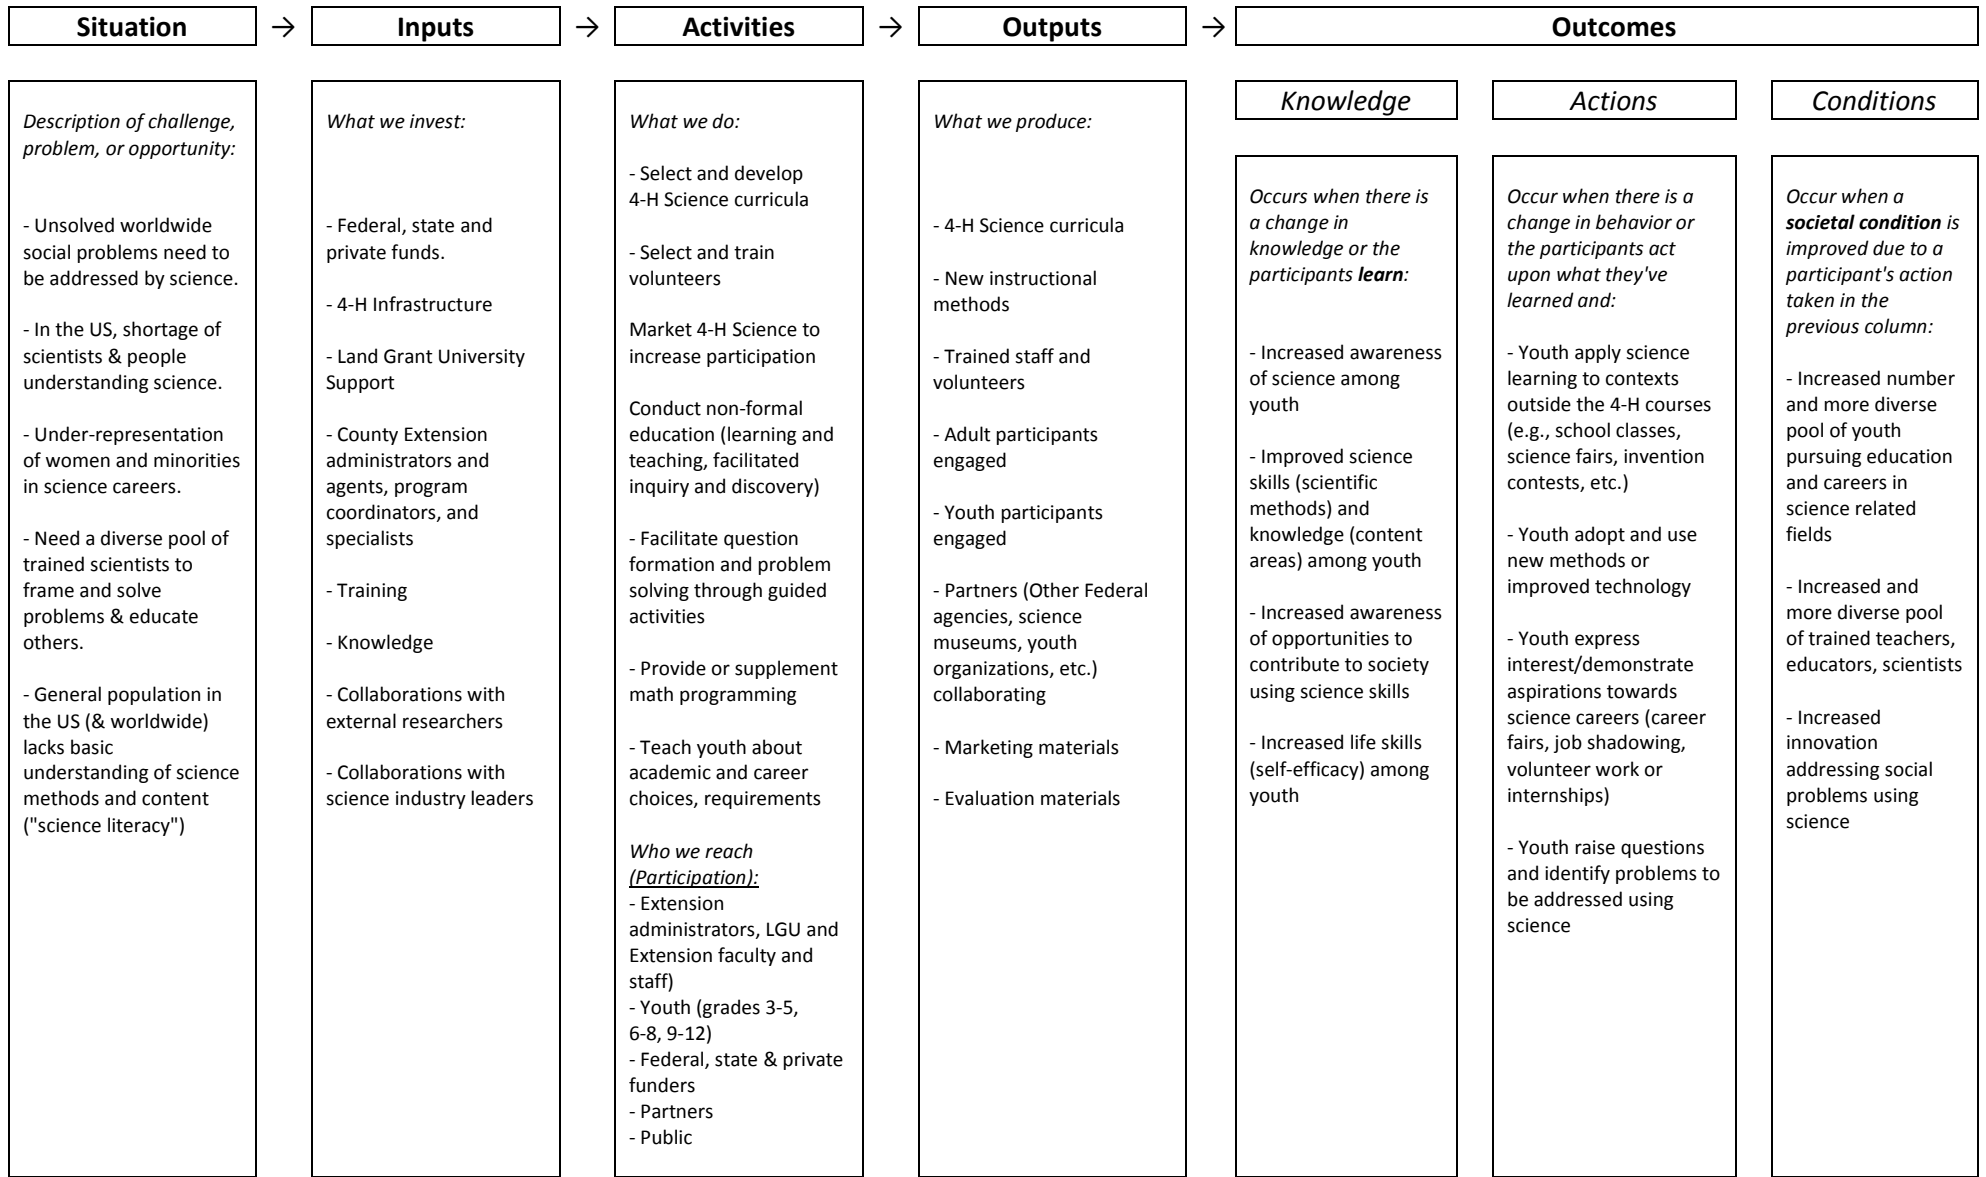 Situation → Inputs → Activities → Outputs → Outcomes
Description of challenge,
problem, or opportunity:
- Unsolved worldwide
social problems need to
be addressed by science.
- In the US, shortage of
scientists & people
understanding science.
- Under-representation
of women and minorities
in science careers.
- Need a diverse pool of
trained scientists to
frame and solve
problems & educate
others.
- General population in
the US (& worldwide)
lacks basic
understanding of science
methods and content
("science literacy")
What we invest:
- Federal, state and
private funds.
- 4-H Infrastructure
- Land Grant University
Support
- County Extension
administrators and
agents, program
coordinators, and
specialists
- Training
- Knowledge
- Collaborations with
external researchers
- Collaborations with
science industry leaders
What we do:
- Select and develop
4-H Science curricula
- Select and train
volunteers
Market 4-H Science to
increase participation
Conduct non-formal
education (learning and
teaching, facilitated
inquiry and discovery)
- Facilitate question
formation and problem
solving through guided
activities
- Provide or supplement
math programming
- Teach youth about
academic and career
choices, requirements
Who we reach
(Participation):
- Extension
administrators, LGU and
Extension faculty and
staff)
- Youth (grades 3-5,
6-8, 9-12)
- Federal, state & private
funders
- Partners
- Public
What we produce:
- 4-H Science curricula
- New instructional
methods
- Trained staff and
volunteers
- Adult participants
engaged
- Youth participants
engaged
- Partners (Other Federal
agencies, science
museums, youth
organizations, etc.)
collaborating
- Marketing materials
- Evaluation materials
Knowledge
Occurs when there is
a change in
knowledge or the
participants learn:
- Increased awareness
of science among
youth
- Improved science
skills (scientific
methods) and
knowledge (content
areas) among youth
- Increased awareness
of opportunities to
contribute to society
using science skills
- Increased life skills
(self-efficacy) among
youth
Actions
Occur when there is a
change in behavior or
the participants act
upon what they've
learned and:
- Youth apply science
learning to contexts
outside the 4-H courses
(e.g., school classes,
science fairs, invention
contests, etc.)
- Youth adopt and use
new methods or
improved technology
- Youth express
interest/demonstrate
aspirations towards
science careers (career
fairs, job shadowing,
volunteer work or
internships)
- Youth raise questions
and identify problems to
be addressed using
science
Conditions
Occur when a
societal condition is
improved due to a
participant's action
taken in the
previous column:
- Increased number
and more diverse
pool of youth
pursuing education
and careers in
science related
fields
- Increased and
more diverse pool
of trained teachers,
educators, scientists
- Increased
innovation
addressing social
problems using
science